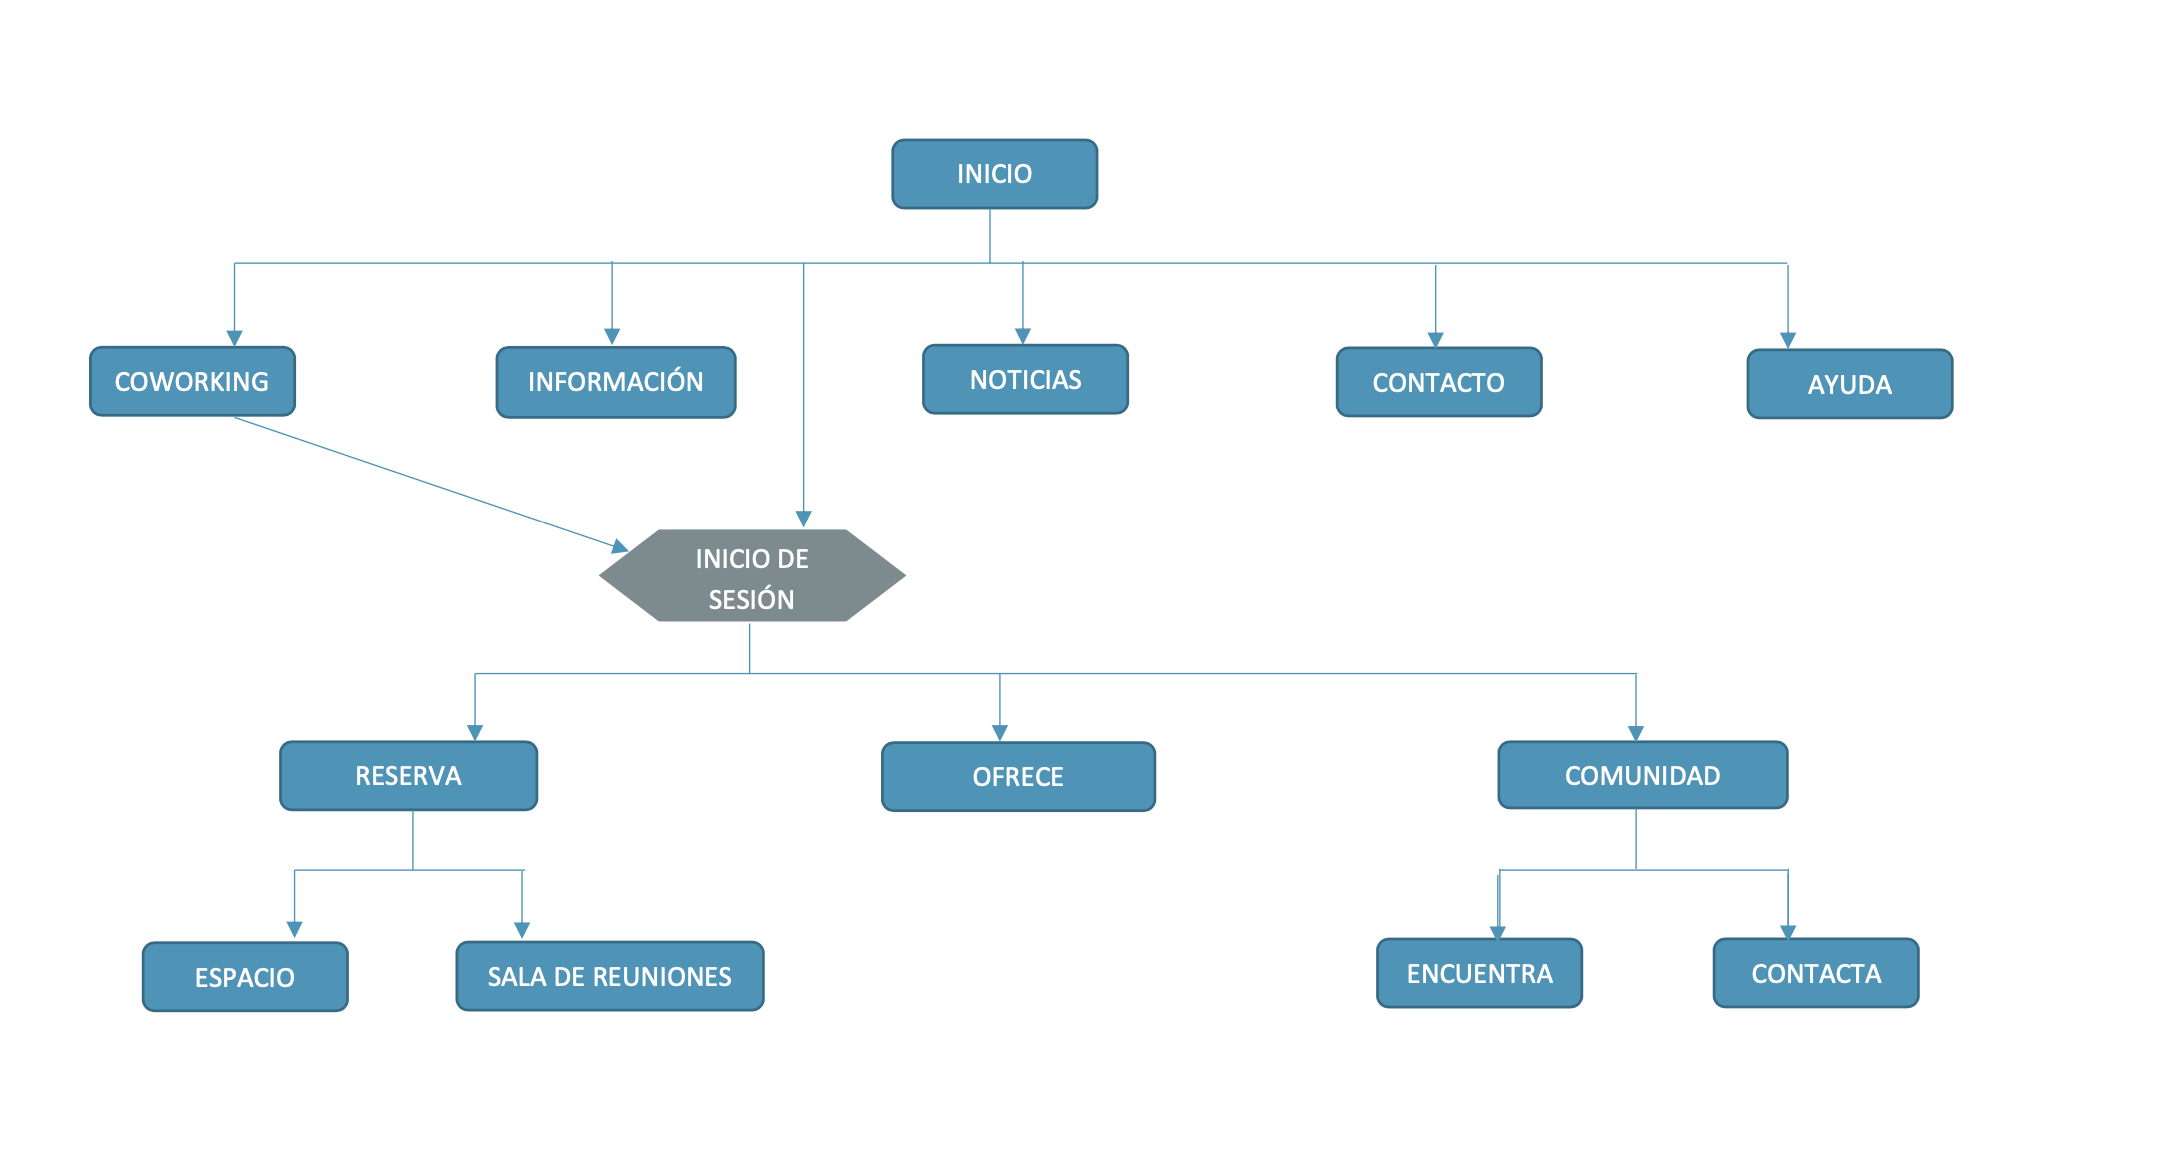 INICIO
COWORKING
INFORMACIÓN
NOTICIAS
CONTACTO
AYUDA
INICIO DE
SESIÓN
RESERVA
OFRECE
COMUNIDAD
ESPACIO
SALA DE REUNIONES
ENCUENTRA
CONTACTA